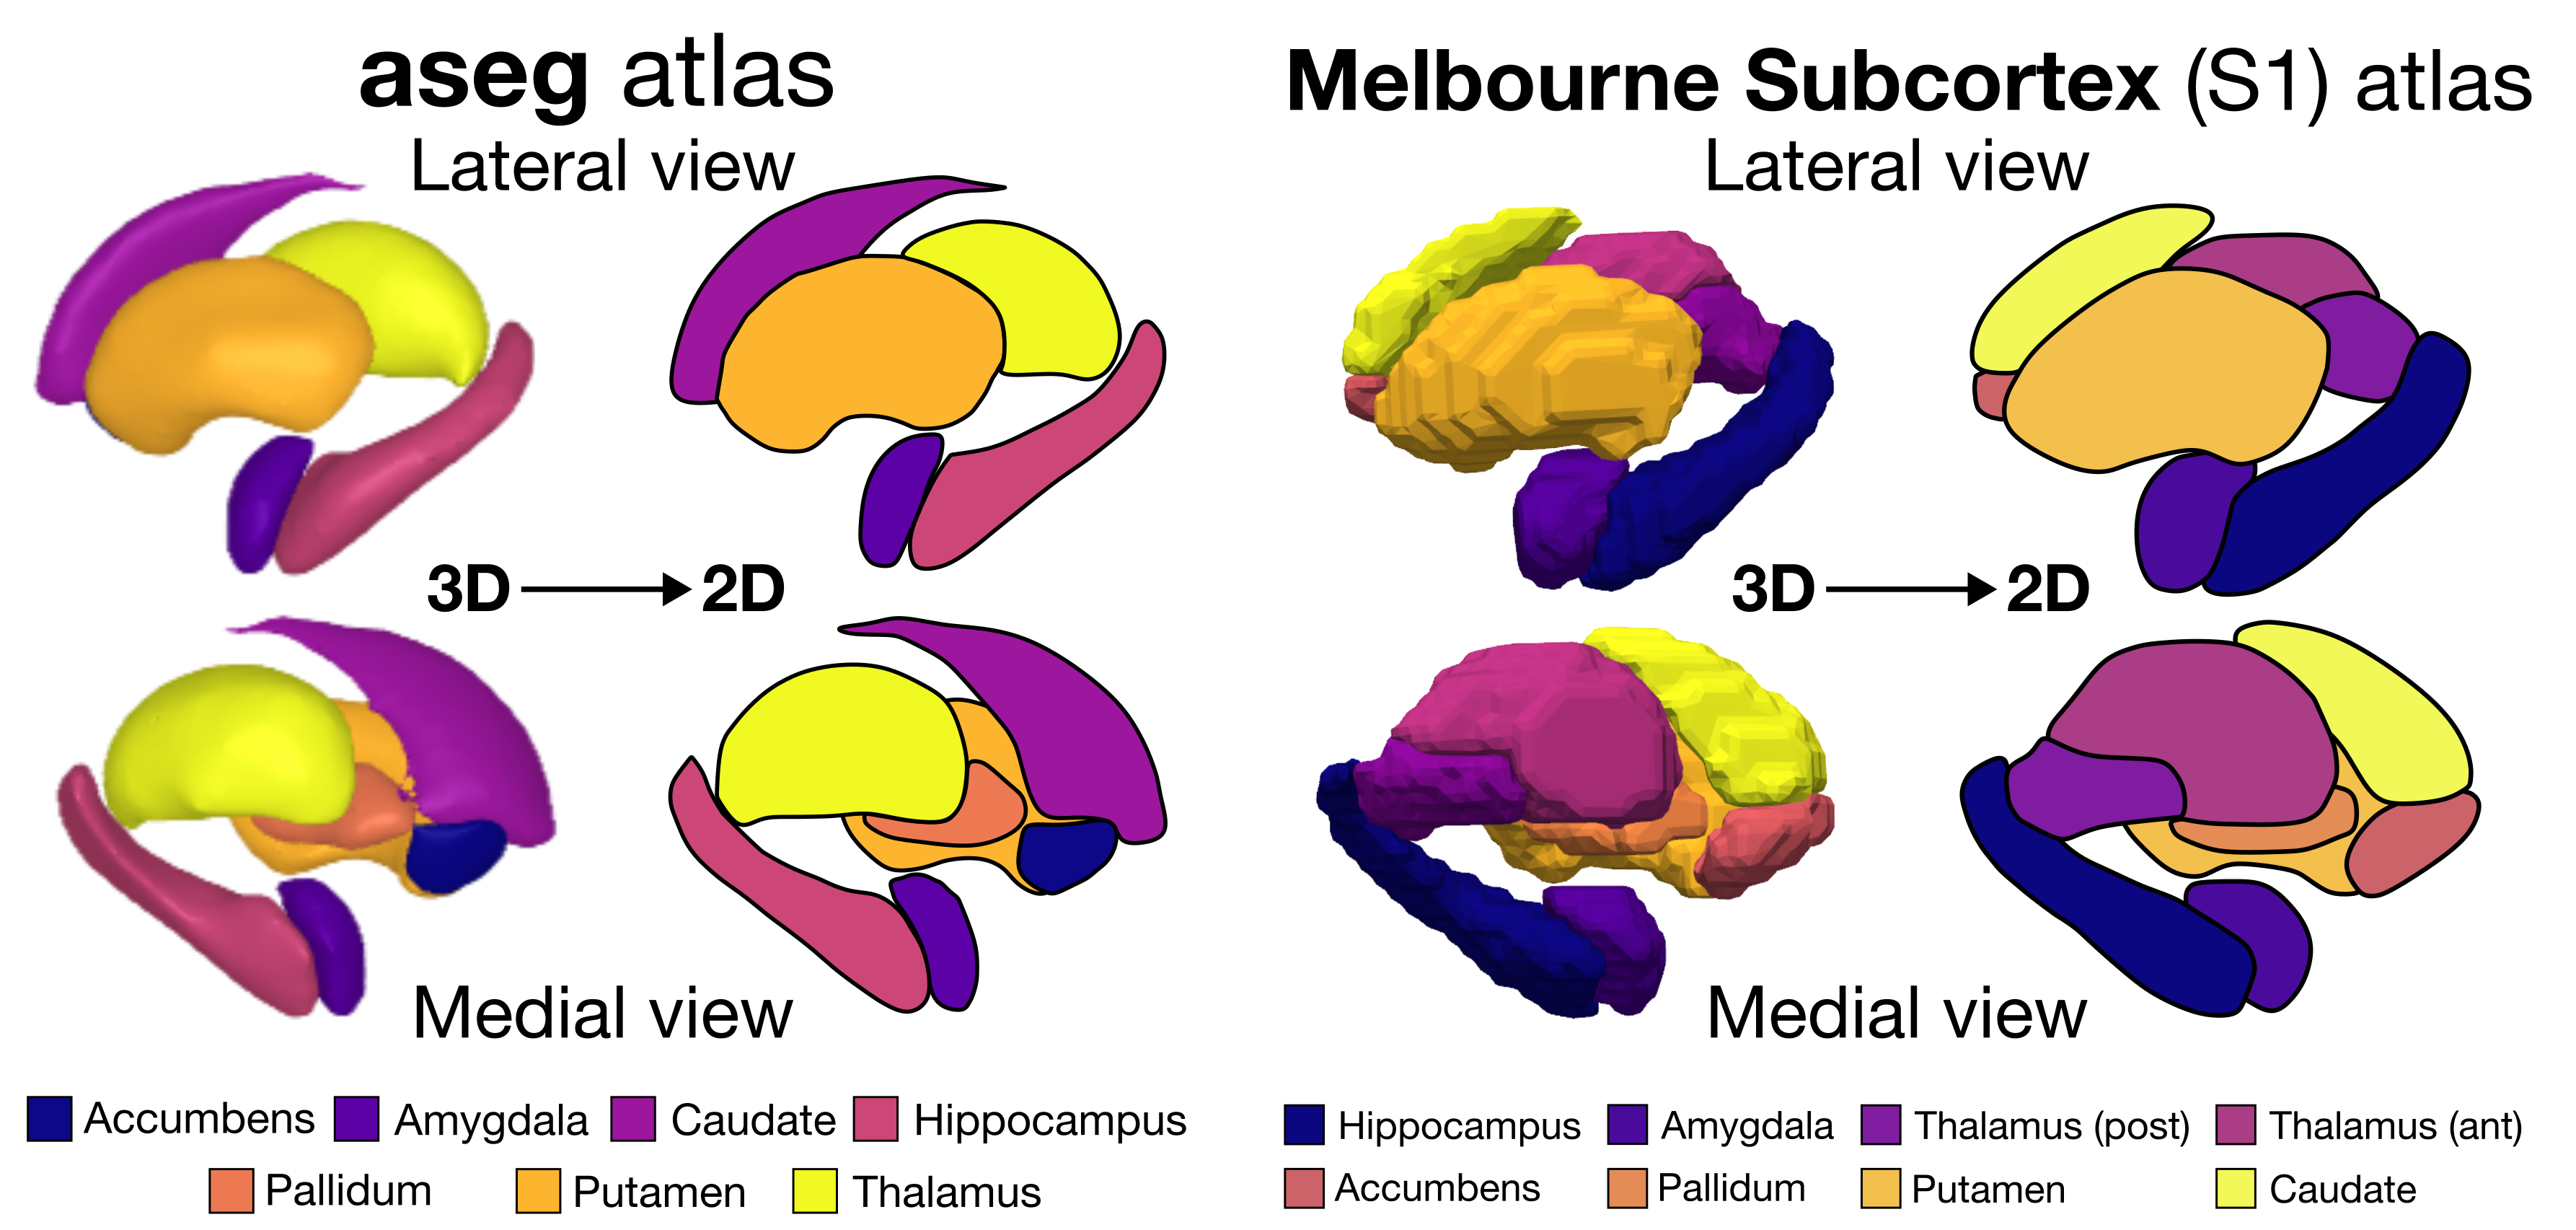 aseg atlas
Lateral view
3D 2D
Medial view
Accumbens Amygdala Caudate Hippocampus
Pallidum Putamen Thalamus
Melbourne Subcortex (S1) atlas
Lateral view
3D 2D
Medial view
Hippocampus Amygdala Thalamus (post) Thalamus (ant)
Accumbens Pallidum Putamen Caudate